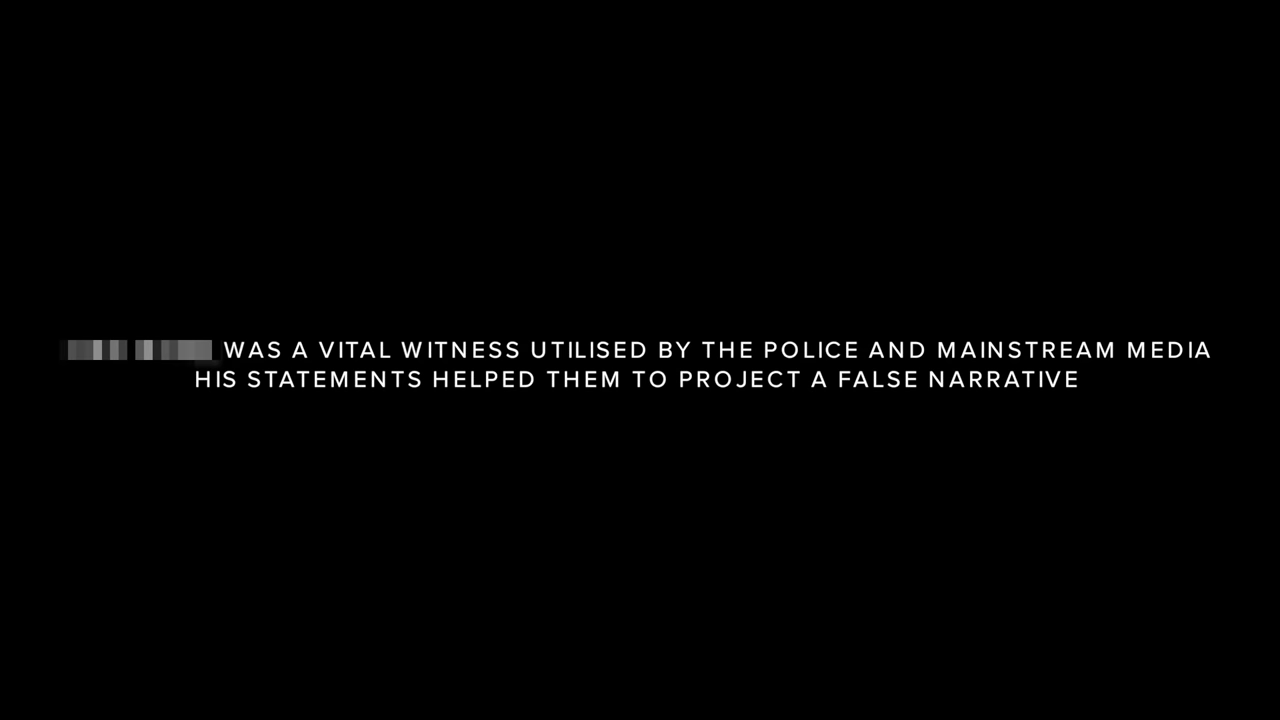 WAS A VITAL WITNESS UTILISED BY THE POLICE AND MAINSTREAM MEDIA
HIS STATEMENTS HELPED THEM TO PROJECT A FALSE NARRATIVE